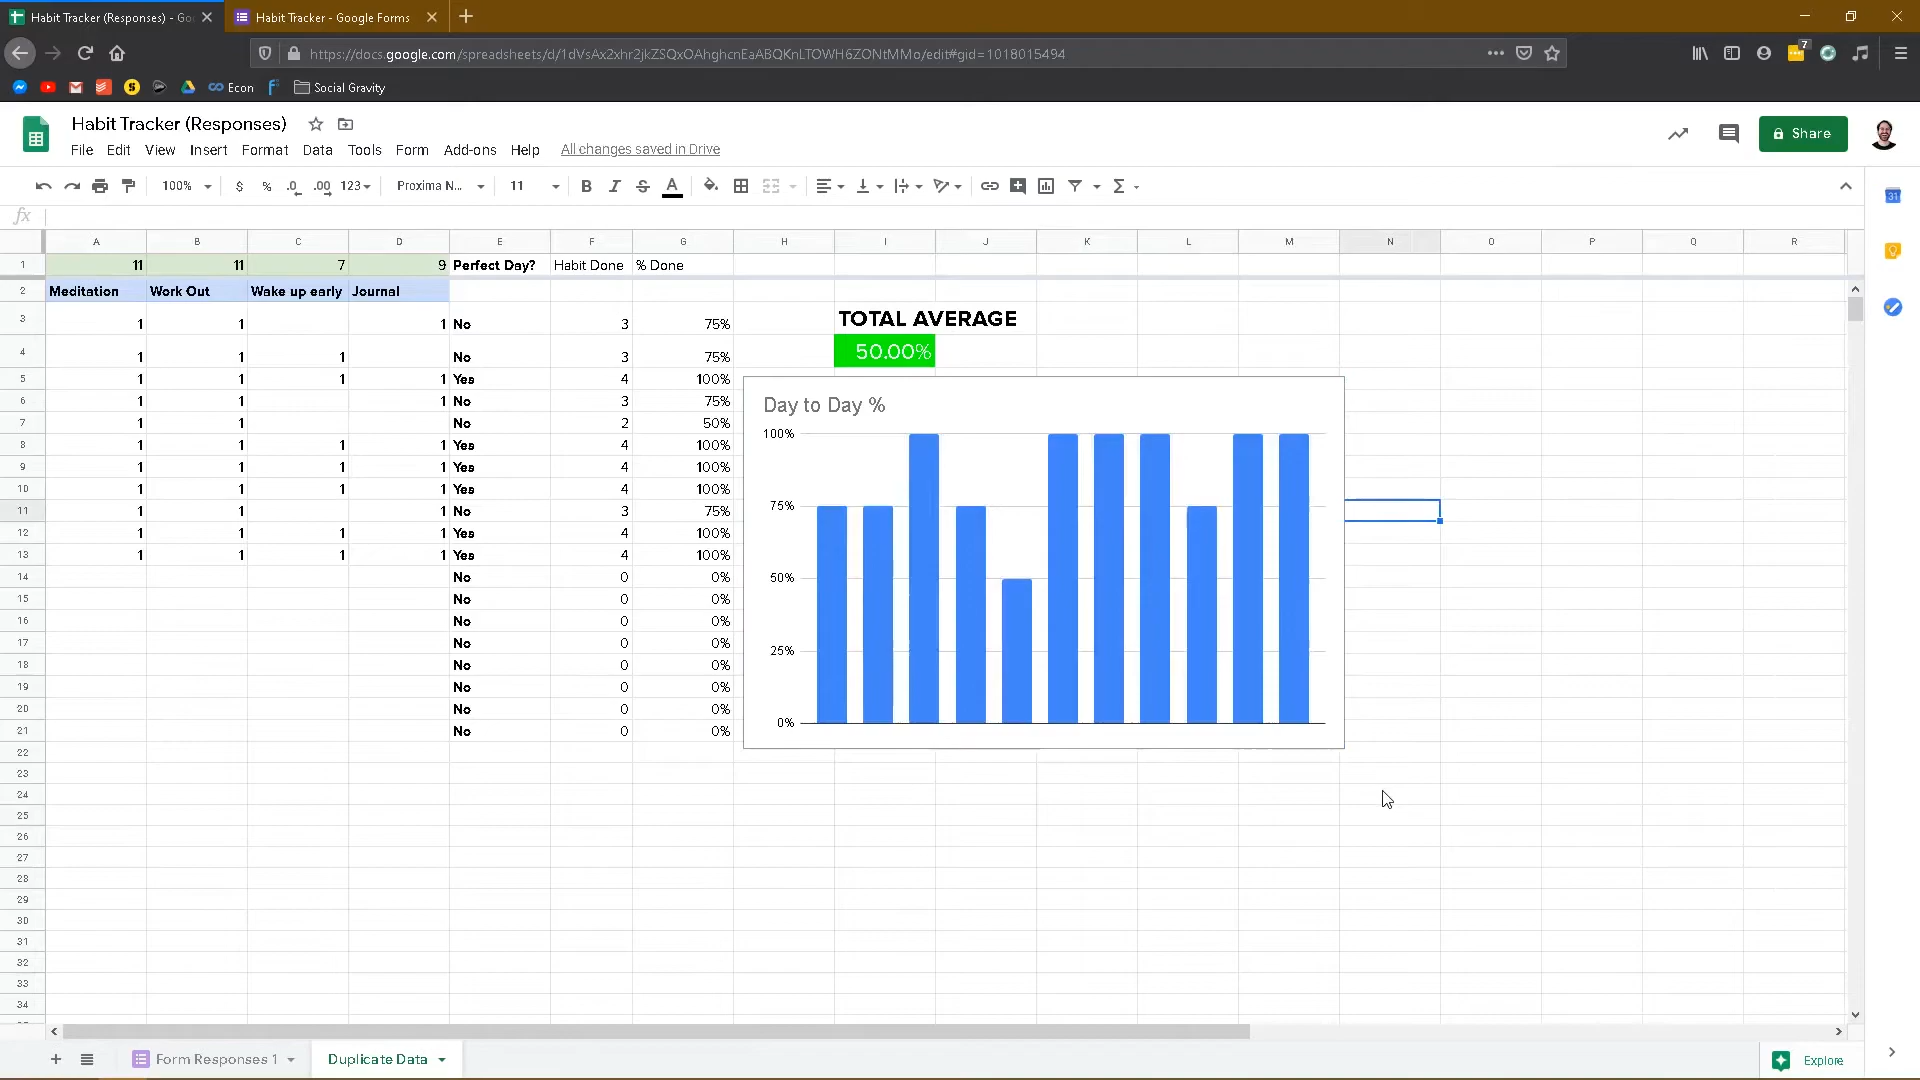 Habit Tracker (Responses) - Go
Habit Tracker - Google Forms
https://docs.google.com/spreadsheets/d/1dVsAx2xhr2jkZSQxOAhghcnEaABQKnLTOWH6ZONtMMo/edit#gid=1018015494
7
Econ
Social Gravity
Habit Tracker (Responses)
Share
File Edit View Insert Format Data Tools Form Add-ons Help All changes saved in Drive
100% $ % .0 .00 123 Proxima N... 11 B I S A Σ
31
fx
A B C D E F G H I J K L M N O P Q R
1 11 11 7 9 Perfect Day? Habit Done % Done
2 Meditation Work Out Wake up early Journal
3 1 1 1 No 3 75% TOTAL AVERAGE
4 1 1 1 No 3 75% 50.00%
5 1 1 1 1 Yes 4 100%
6 1 1 1 No 3 75%
7 1 1 No 2 50%
8 1 1 1 1 Yes 4 100%
9 1 1 1 1 Yes 4 100%
10 1 1 1 1 Yes 4 100%
11 1 1 1 No 3 75%
12 1 1 1 1 Yes 4 100%
13 1 1 1 1 Yes 4 100%
14 No 0 0%
15 No 0 0%
16 No 0 0%
17 No 0 0%
18 No 0 0%
19 No 0 0%
20 No 0 0%
21 No 0 0%
22
23
24
25
26
27
28
29
30
31
32
33
34
Day to Day %
100%
75%
50%
25%
0%
Form Responses 1
Duplicate Data
Explore